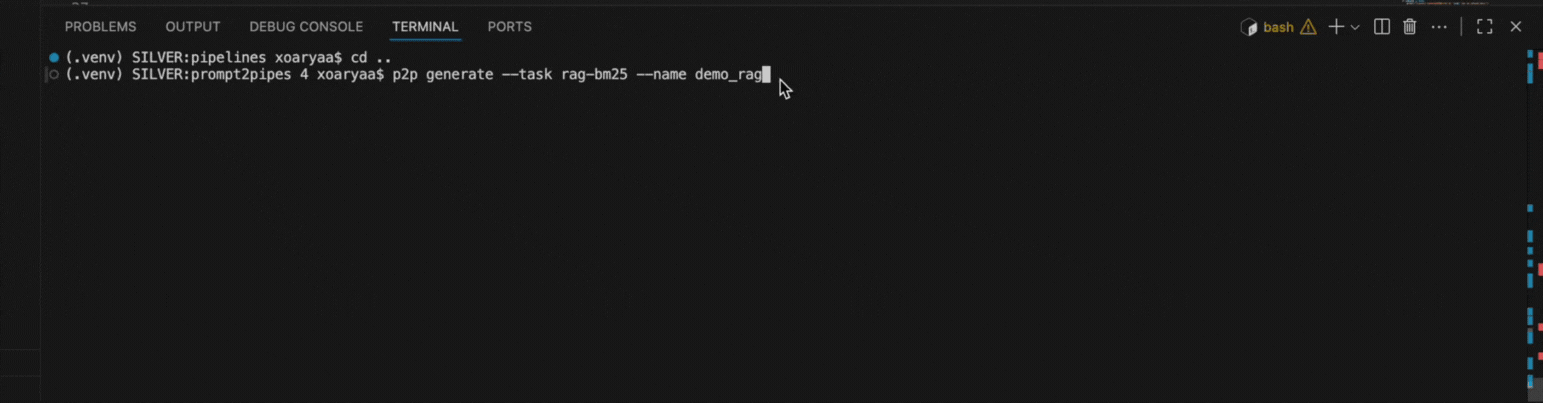 PROBLEMS OUTPUT DEBUG CONSOLE TERMINAL PORTS bash
(.venv) SILVER:pipelines xoaryaa$ cd ..
(.venv) SILVER:prompt2pipes 4 xoaryaa$ p2p generate --task rag-bm25 --name demo_rag